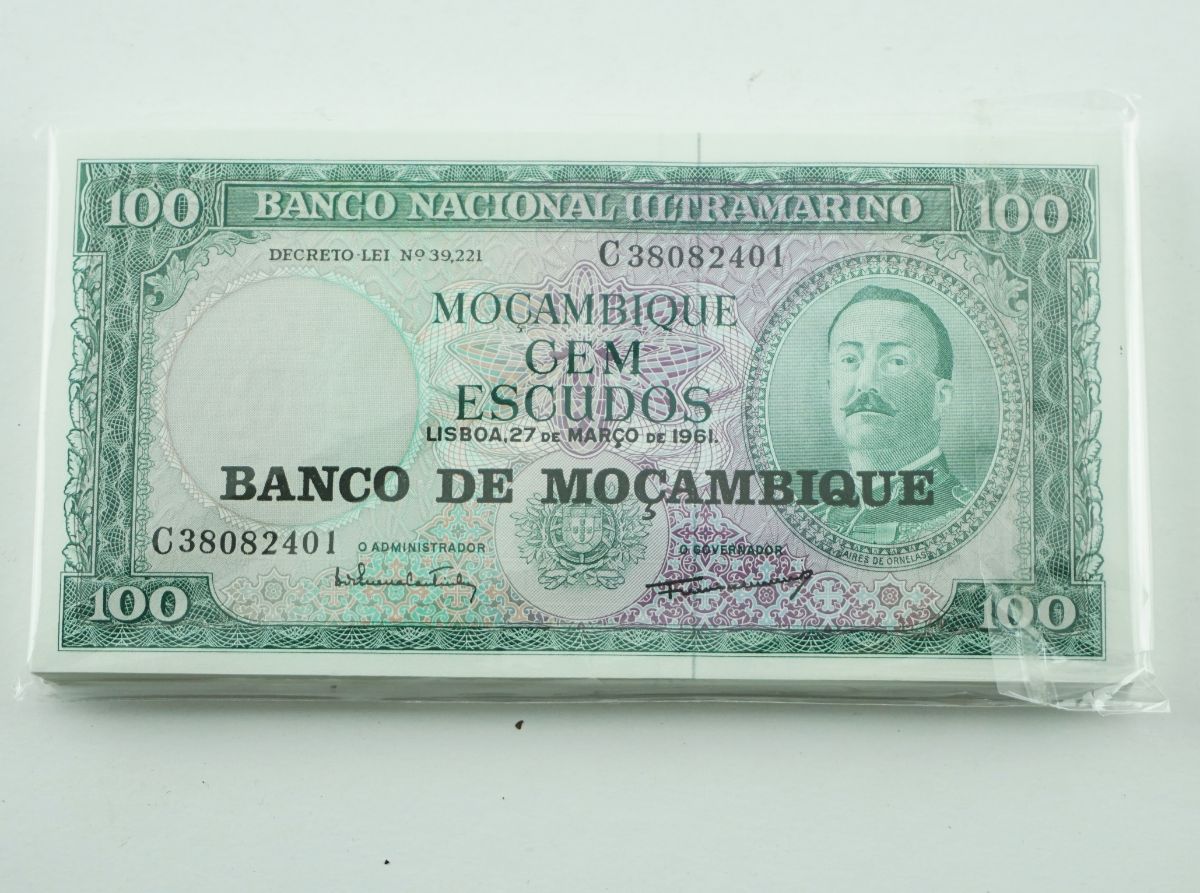 100 BANCO NACIONAL ULTRAMARINO 100
DECRETO-LEI Nº 39,221
C38082401
MOÇAMBIQUE
CEM
ESCUDOS
LISBOA, 27 DE MARÇO DE 1961.
BANCO DE MOÇAMBIQUE
C38082401
O ADMINISTRADOR
O GOVERNADOR
AIRES DE ORNELAS
100 100